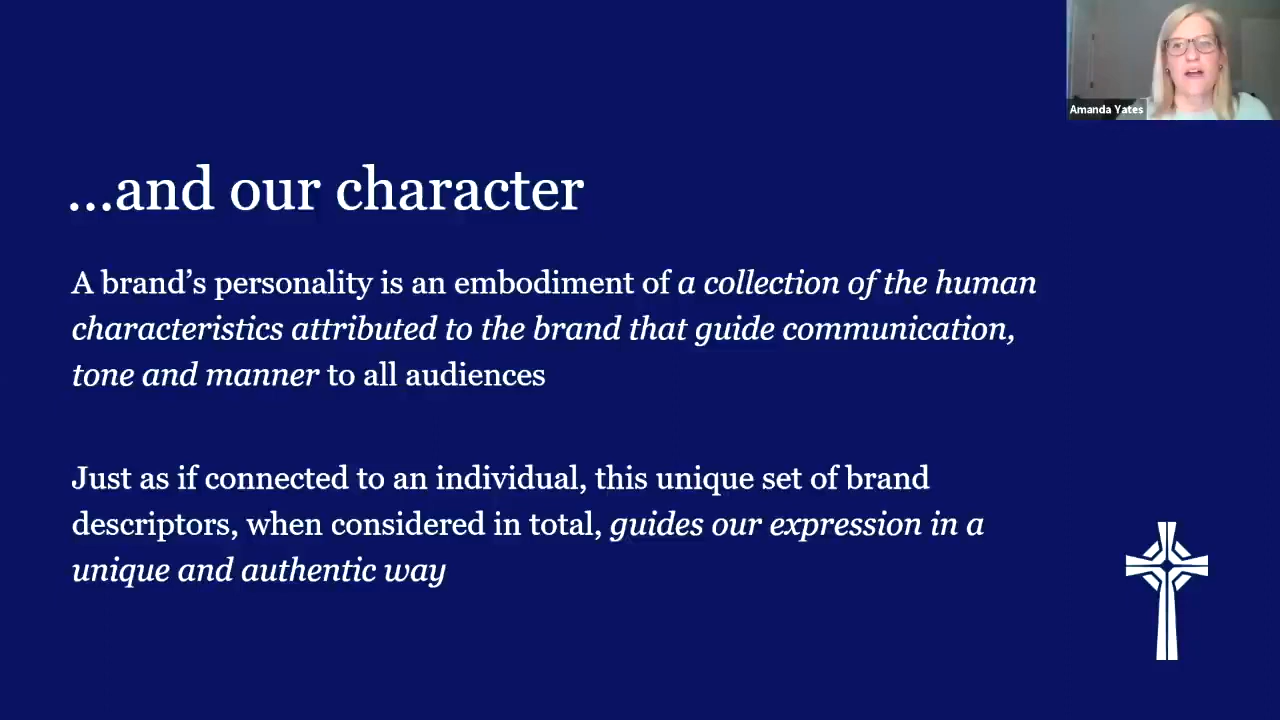 Amanda Yates
...and our character
A brand’s personality is an embodiment of a collection of the human
characteristics attributed to the brand that guide communication,
tone and manner to all audiences
Just as if connected to an individual, this unique set of brand
descriptors, when considered in total, guides our expression in a
unique and authentic way